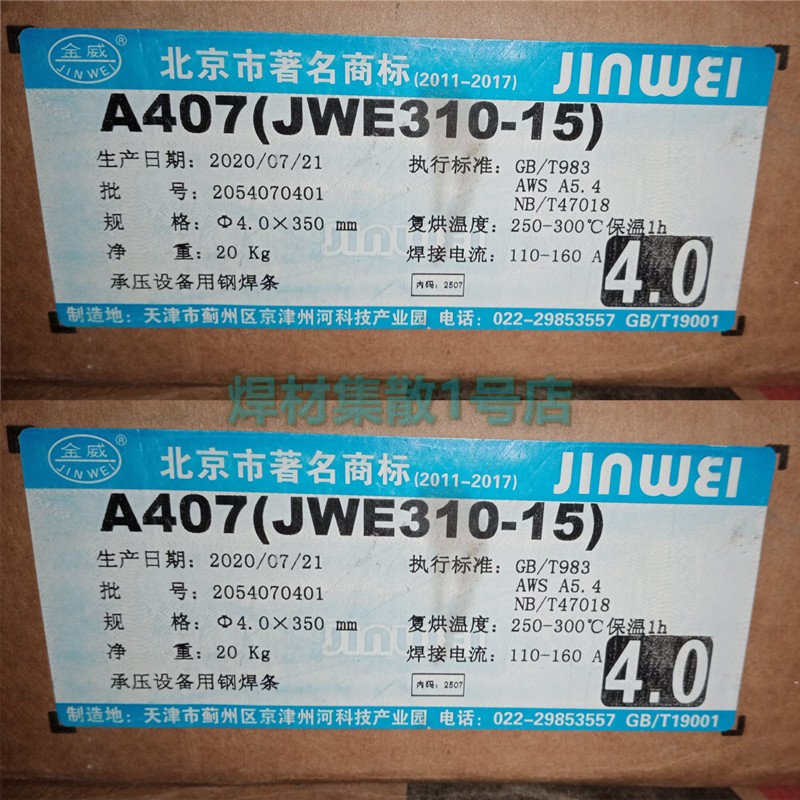 金威 ®
JIN WEI
北京市著名商标(2011-2017) JINWEI
A407(JWE310-15)
生产日期: 2020/07/21 执行标准: GB/T983
AWS A5.4
批 号: 2054070401
NB/T47018
规 格: Φ4.0×350 mm 复烘温度: 250-300℃保温1h
净 重: 20 Kg 焊接电流: 110-160 A
4.0
承压设备用钢焊条 内码: 2507
制造地: 天津市蓟州区京津州河科技产业园 电话: 022-29853557 GB/T19001
焊材集散1号店
金威 ®
JIN WEI
北京市著名商标(2011-2017) JINWEI
A407(JWE310-15)
生产日期: 2020/07/21 执行标准: GB/T983
AWS A5.4
批 号: 2054070401
NB/T47018
规 格: Φ4.0×350 mm 复烘温度: 250-300℃保温1h
净 重: 20 Kg 焊接电流: 110-160 A
4.0
承压设备用钢焊条 内码: 2507
制造地: 天津市蓟州区京津州河科技产业园 电话: 022-29853557 GB/T19001